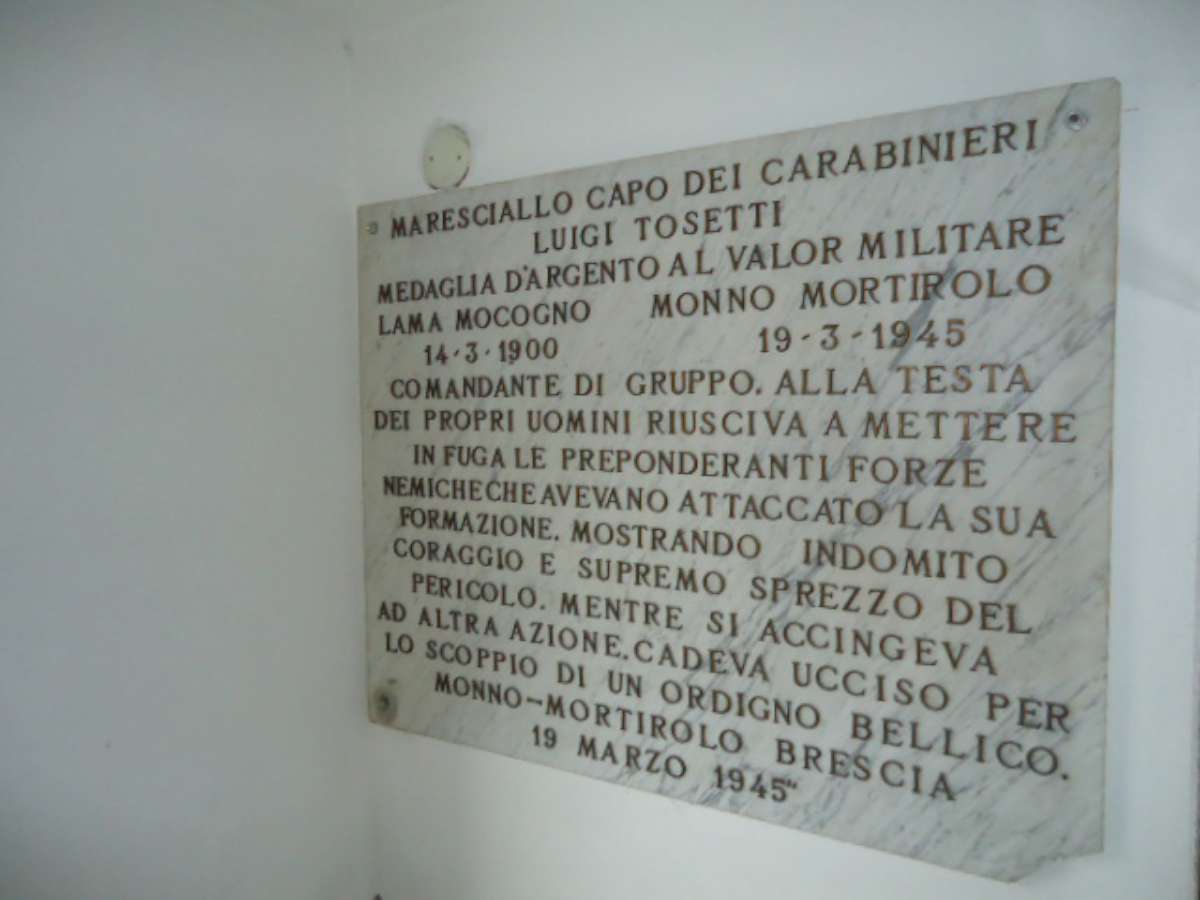 MARESCIALLO CAPO DEI CARABINIERI
LUIGI TOSETTI
MEDAGLIA D'ARGENTO AL VALOR MILITARE
LAMA MOCOGNO MONNO MORTIROLO
14·3·1900 19-3-1945
COMANDANTE DI GRUPPO. ALLA TESTA
DEI PROPRI UOMINI RIUSCIVA A METTERE
IN FUGA LE PREPONDERANTI FORZE
NEMICHE CHE AVEVANO ATTACCATO LA SUA
FORMAZIONE. MOSTRANDO INDOMITO
CORAGGIO E SUPREMO SPREZZO DEL
PERICOLO. MENTRE SI ACCINGEVA
AD ALTRA AZIONE. CADEVA UCCISO PER
LO SCOPPIO DI UN ORDIGNO BELLICO.
MONNO-MORTIROLO BRESCIA
19 MARZO 1945"